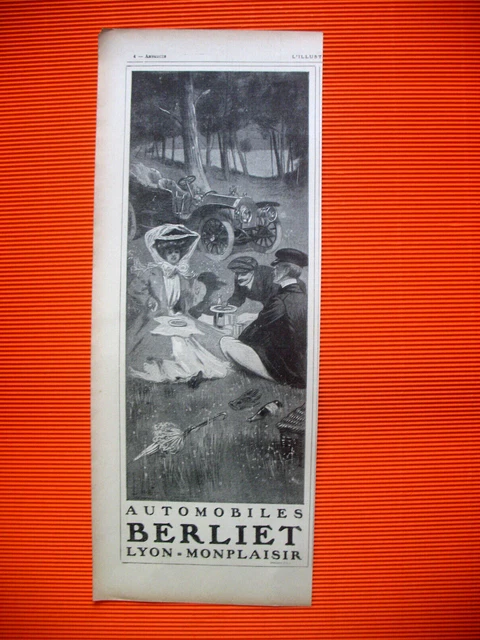 4 — Annonces
L'ILLUST
AUTOMOBILES
BERLIET
LYON-MONPLAISIR